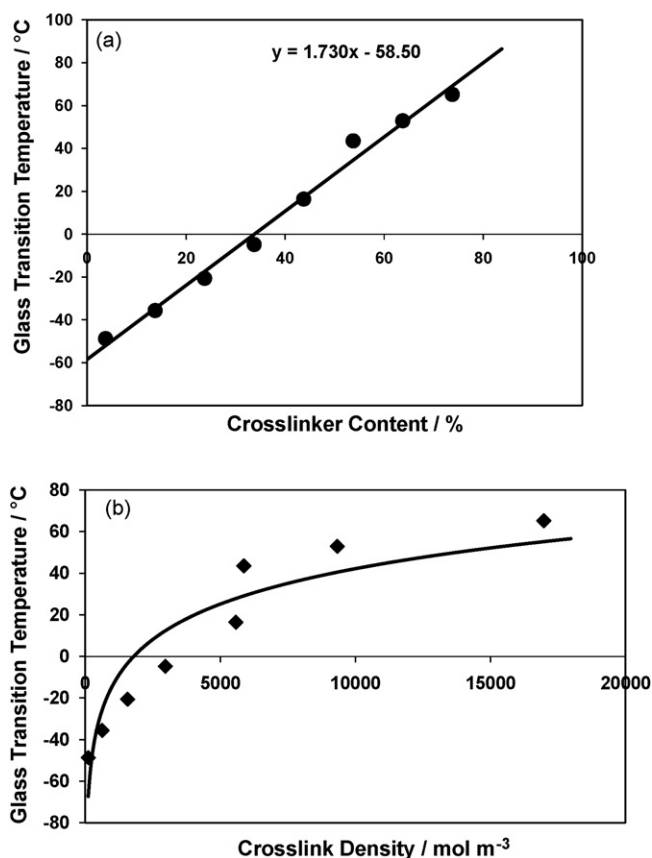 (a)
y = 1.730x - 58.50
Glass Transition Temperature / °C
100
80
60
40
20
0
-20
-40
-60
-80
0 20 40 60 80 100
Crosslinker Content / %
(b)
Glass Transition Temperature / °C
80
60
40
20
0
-20
-40
-60
-80
0 5000 10000 15000 20000
Crosslink Density / mol m⁻³